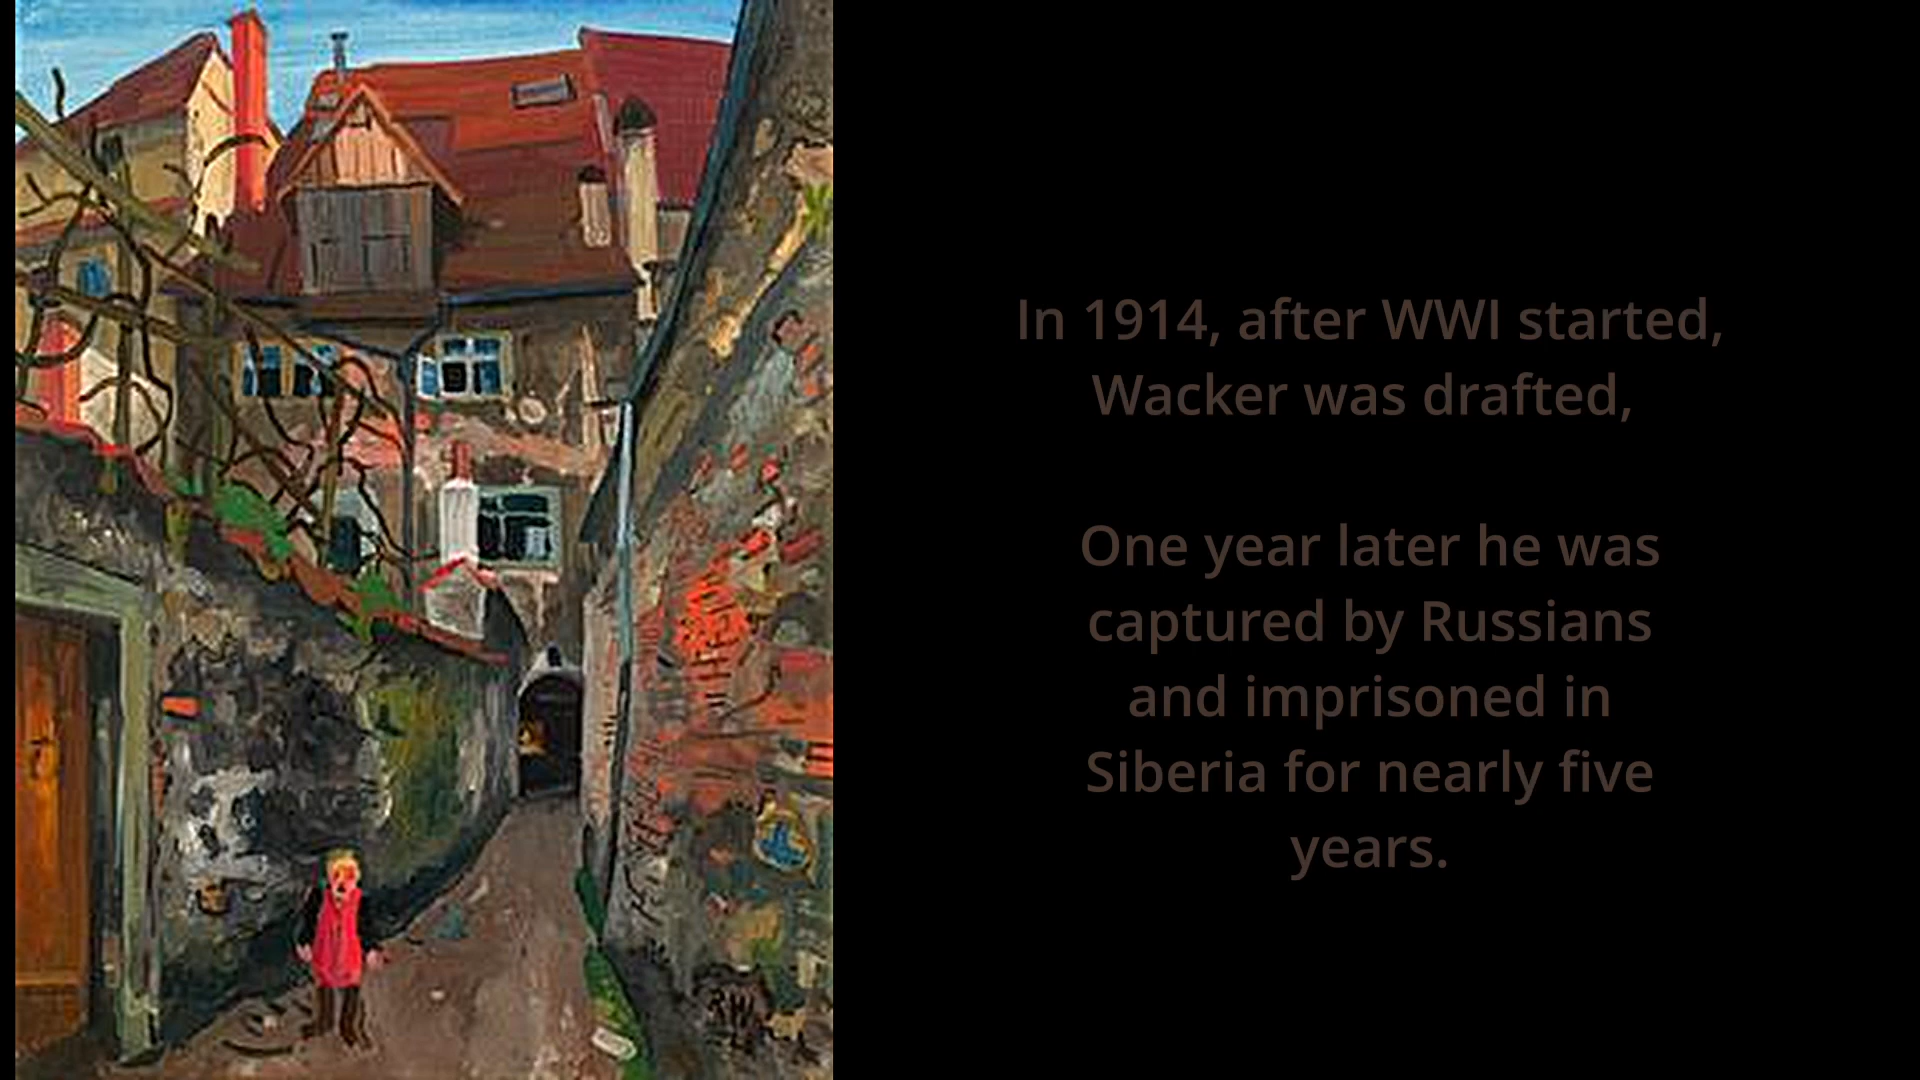 In 1914, after WWI started,
Wacker was drafted,
One year later he was
captured by Russians
and imprisoned in
Siberia for nearly five
years.
RW